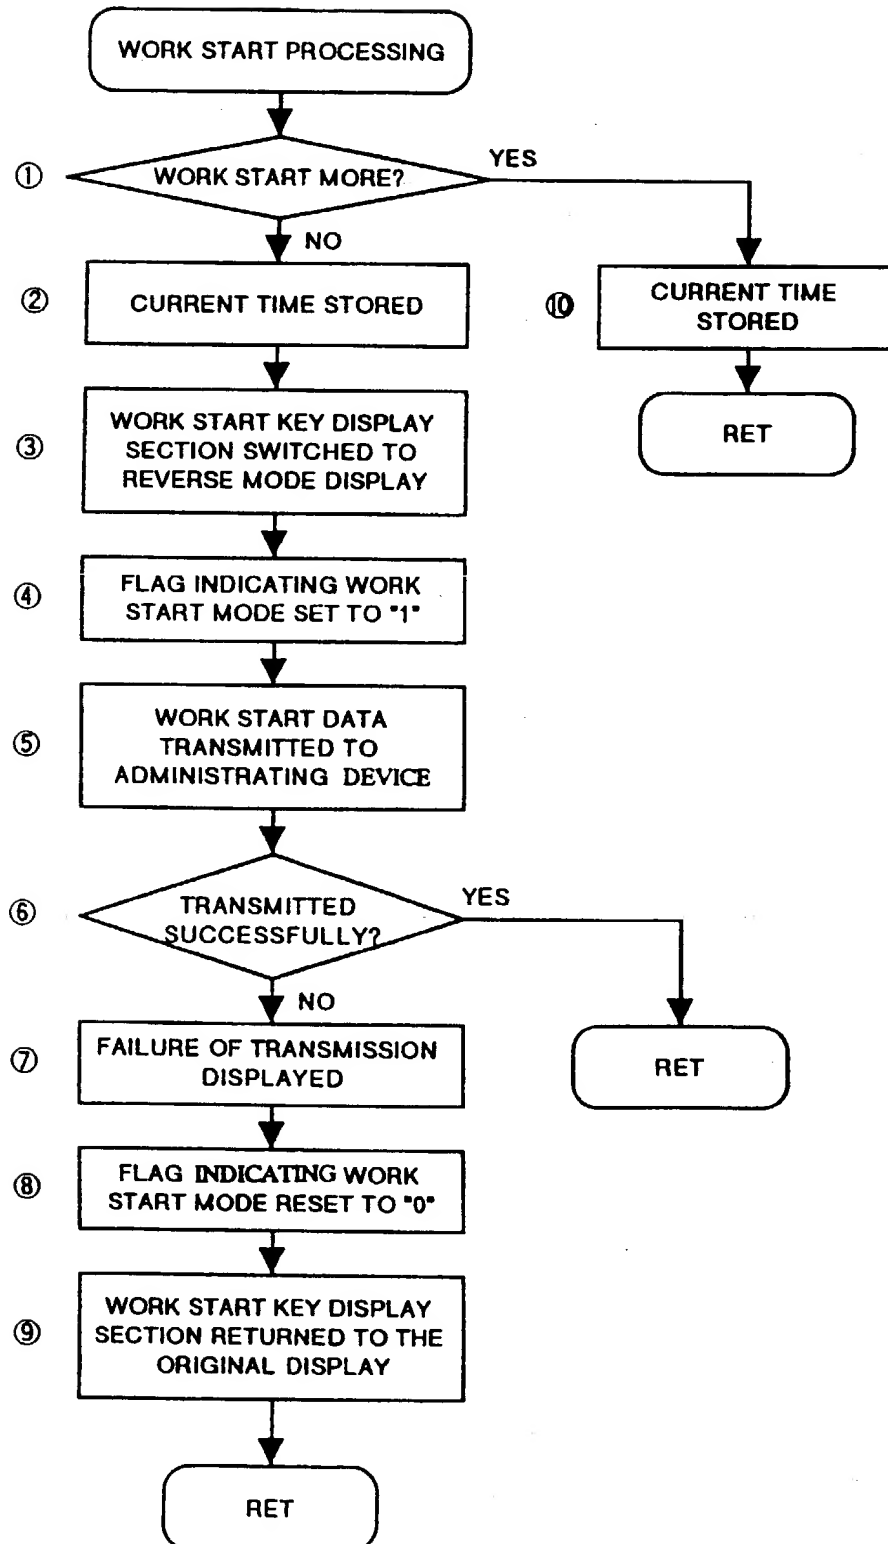 WORK START PROCESSING
① WORK START MORE?
YES
NO
② CURRENT TIME STORED
⑩ CURRENT TIME
STORED
RET
③ WORK START KEY DISPLAY
SECTION SWITCHED TO
REVERSE MODE DISPLAY
④ FLAG INDICATING WORK
START MODE SET TO "1"
⑤ WORK START DATA
TRANSMITTED TO
ADMINISTRATING DEVICE
⑥ TRANSMITTED
SUCCESSFULLY?
YES
NO
RET
⑦ FAILURE OF TRANSMISSION
DISPLAYED
⑧ FLAG INDICATING WORK
START MODE RESET TO "0"
⑨ WORK START KEY DISPLAY
SECTION RETURNED TO THE
ORIGINAL DISPLAY
RET